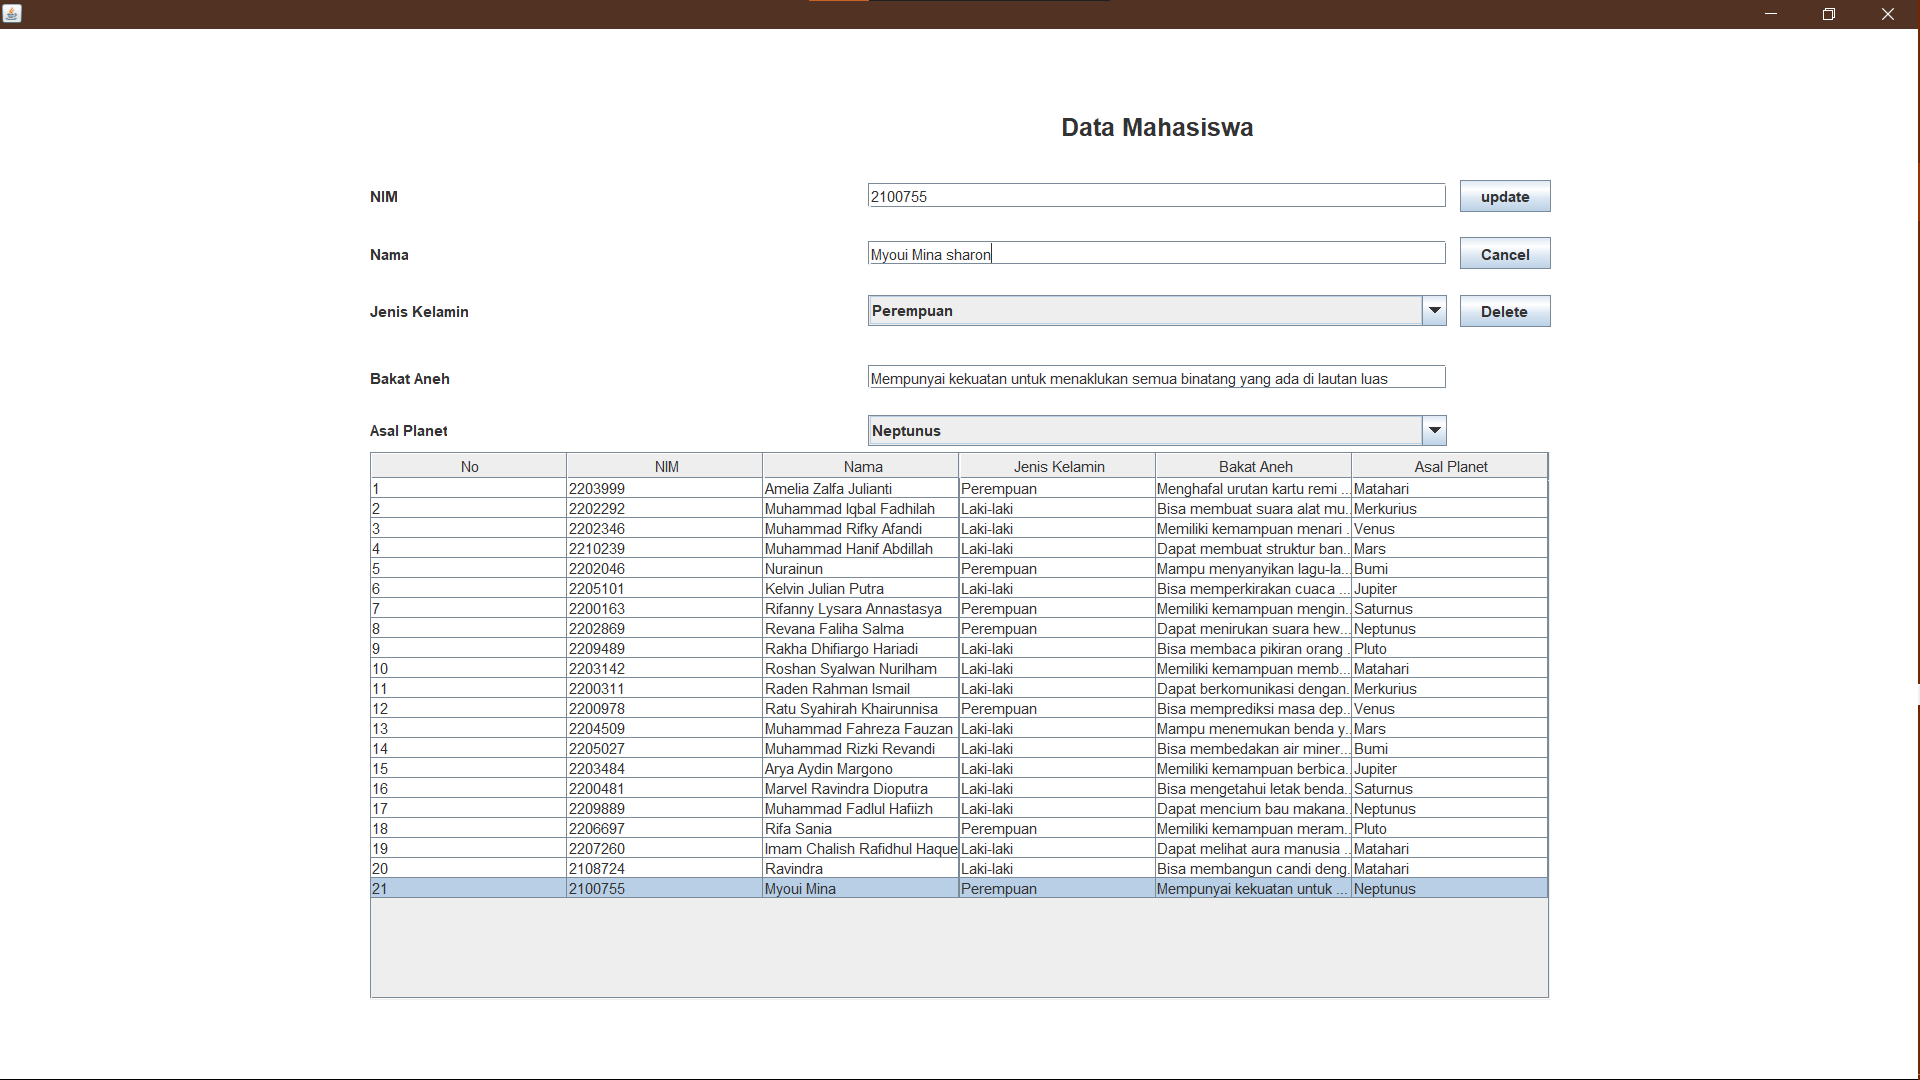 Data Mahasiswa
NIM 2100755 update
Nama Myoui Mina sharon Cancel
Jenis Kelamin Perempuan Delete
Bakat Aneh Mempunyai kekuatan untuk menaklukan semua binatang yang ada di lautan luas
Asal Planet Neptunus
No NIM Nama Jenis Kelamin Bakat Aneh Asal Planet
1 2203999 Amelia Zalfa Julianti Perempuan Menghafal urutan kartu remi ... Matahari
2 2202292 Muhammad Iqbal Fadhilah Laki-laki Bisa membuat suara alat mu... Merkurius
3 2202346 Muhammad Rifky Afandi Laki-laki Memiliki kemampuan menari ... Venus
4 2210239 Muhammad Hanif Abdillah Laki-laki Dapat membuat struktur ban... Mars
5 2202046 Nurainun Perempuan Mampu menyanyikan lagu-la... Bumi
6 2205101 Kelvin Julian Putra Laki-laki Bisa memperkirakan cuaca ... Jupiter
7 2200163 Rifanny Lysara Annastasya Perempuan Memiliki kemampuan mengin... Saturnus
8 2202869 Revana Faliha Salma Perempuan Dapat menirukan suara hew... Neptunus
9 2209489 Rakha Dhifiargo Hariadi Laki-laki Bisa membaca pikiran orang ... Pluto
10 2203142 Roshan Syalwan Nurilham Laki-laki Memiliki kemampuan memb... Matahari
11 2200311 Raden Rahman Ismail Laki-laki Dapat berkomunikasi dengan... Merkurius
12 2200978 Ratu Syahirah Khairunnisa Perempuan Bisa memprediksi masa dep... Venus
13 2204509 Muhammad Fahreza Fauzan Laki-laki Mampu menemukan benda y... Mars
14 2205027 Muhammad Rizki Revandi Laki-laki Bisa membedakan air miner... Bumi
15 2203484 Arya Aydin Margono Laki-laki Memiliki kemampuan berbica... Jupiter
16 2200481 Marvel Ravindra Dioputra Laki-laki Bisa mengetahui letak benda... Saturnus
17 2209889 Muhammad Fadlul Hafiizh Laki-laki Dapat mencium bau makana... Neptunus
18 2206697 Rifa Sania Perempuan Memiliki kemampuan meram... Pluto
19 2207260 Imam Chalish Rafidhul Haque Laki-laki Dapat melihat aura manusia ... Matahari
20 2108724 Ravindra Laki-laki Bisa membangun candi deng... Matahari
21 2100755 Myoui Mina Perempuan Mempunyai kekuatan untuk ... Neptunus